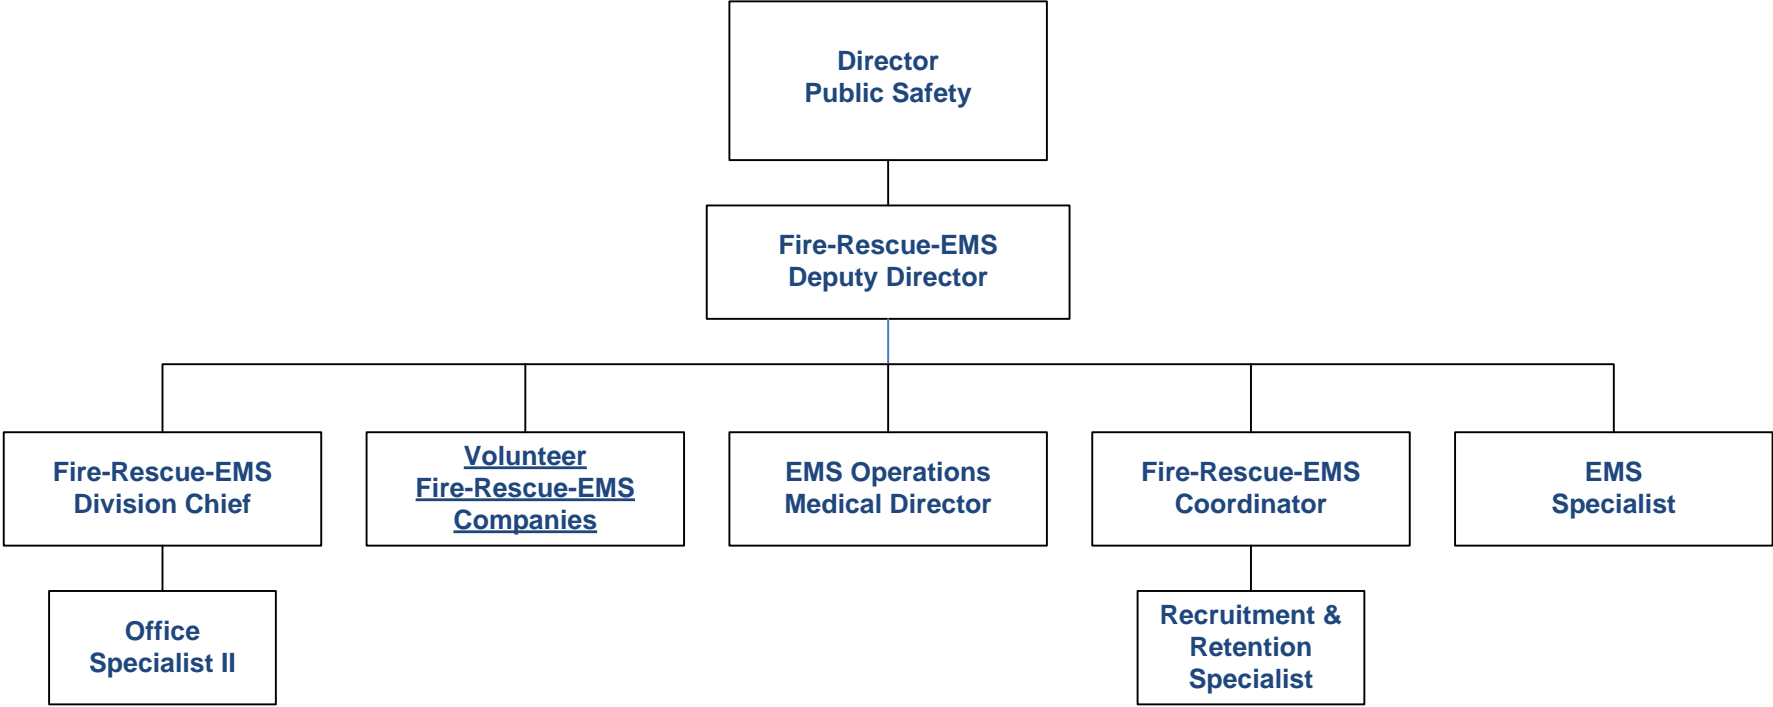 Director
Public Safety
Fire-Rescue-EMS
Deputy Director
Fire-Rescue-EMS
Division Chief
Volunteer
Fire-Rescue-EMS
Companies
EMS Operations
Medical Director
Fire-Rescue-EMS
Coordinator
EMS
Specialist
Office
Specialist II
Recruitment &
Retention
Specialist